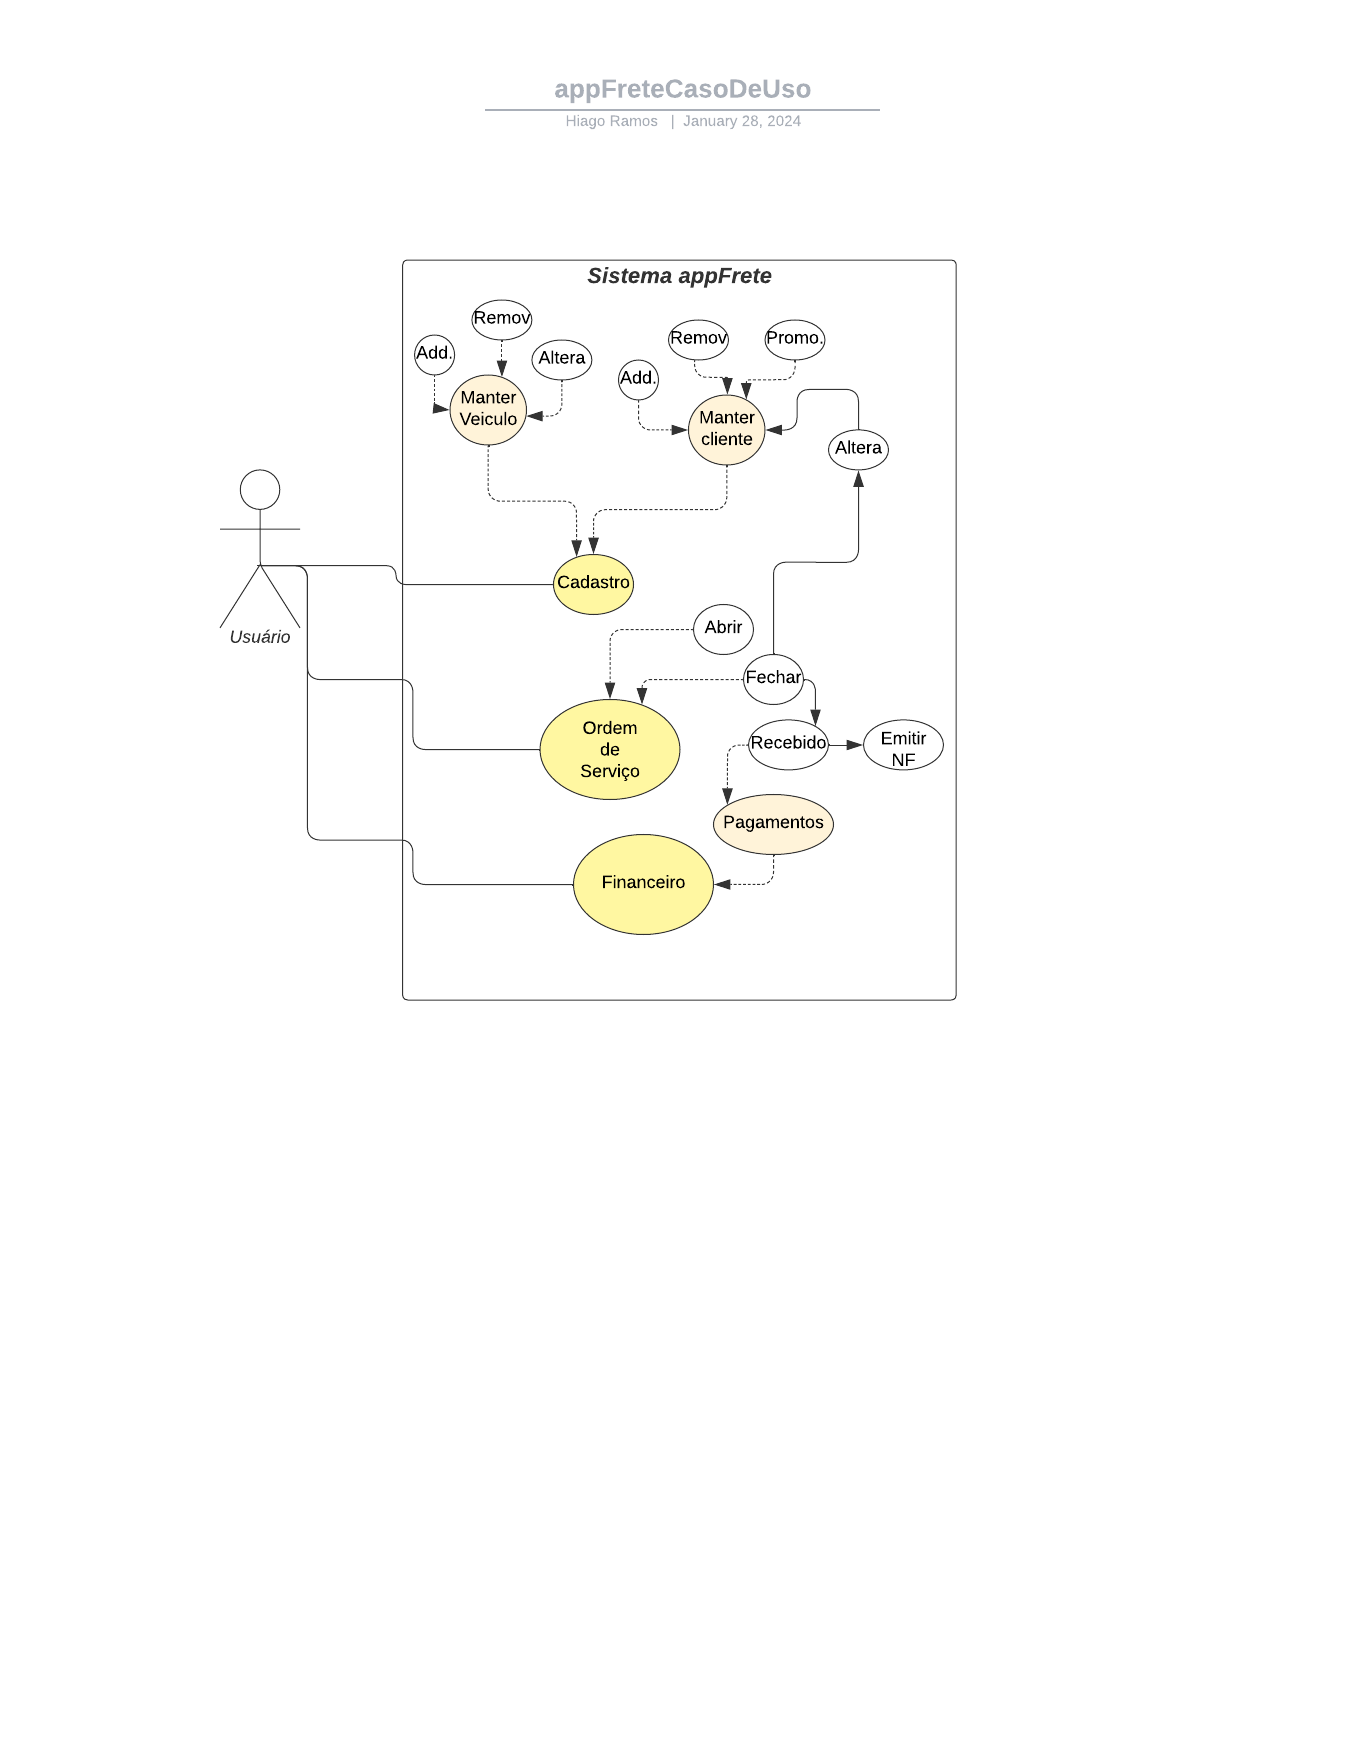 appFreteCasoDeUso
Hiago Ramos | January 28, 2024
Sistema appFrete
Remov
Add.
Altera
Manter
Veiculo
Remov
Promo.
Add.
Manter
cliente
Altera
Usuário
Cadastro
Abrir
Fechar
Ordem
de
Serviço
Recebido
Emitir
NF
Pagamentos
Financeiro